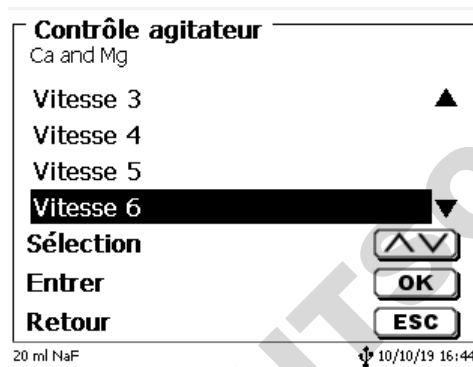 Contrôle agitateur
Ca and Mg
Vitesse 3
Vitesse 4
Vitesse 5
Vitesse 6
Sélection
Entrer OK
Retour ESC
20 ml NaF 10/10/19 16:44